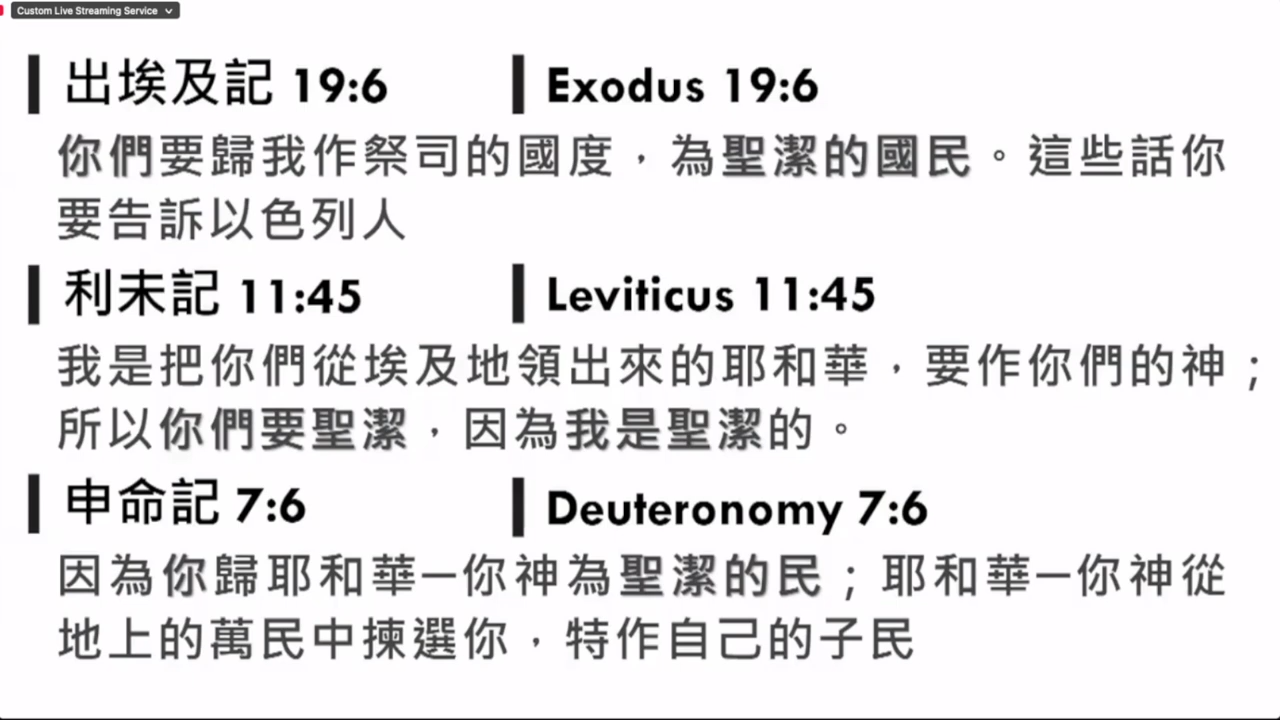 Custom Live Streaming Service
出埃及記 19:6
Exodus 19:6
你們要歸我作祭司的國度，為聖潔的國民。這些話你
要告訴以色列人
利未記 11:45
Leviticus 11:45
我是把你們從埃及地領出來的耶和華，要作你們的神；
所以你們要聖潔，因為我是聖潔的。
申命記 7:6
Deuteronomy 7:6
因為你歸耶和華─你神為聖潔的民；耶和華─你神從
地上的萬民中揀選你，特作自己的子民